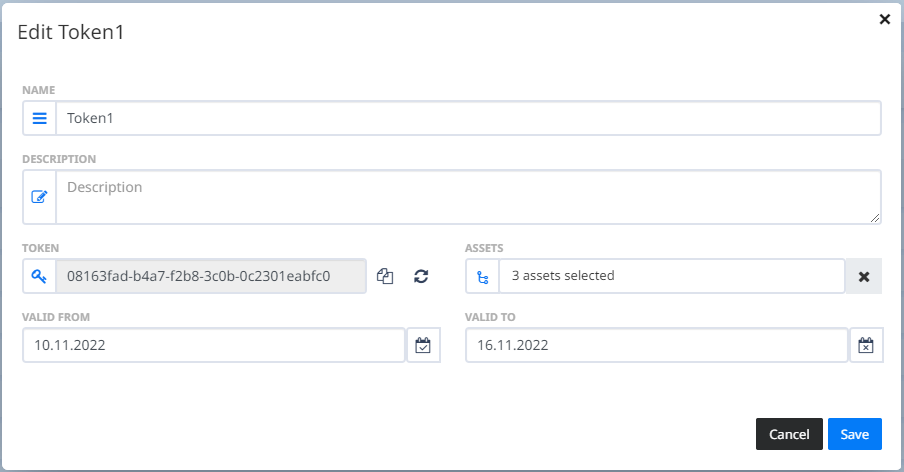 Edit Token1
NAME
Token1
DESCRIPTION
Description
TOKEN
ASSETS
08163fad-b4a7-f2b8-3c0b-0c2301eabfc0
3 assets selected
VALID FROM
VALID TO
10.11.2022
16.11.2022
Cancel
Save